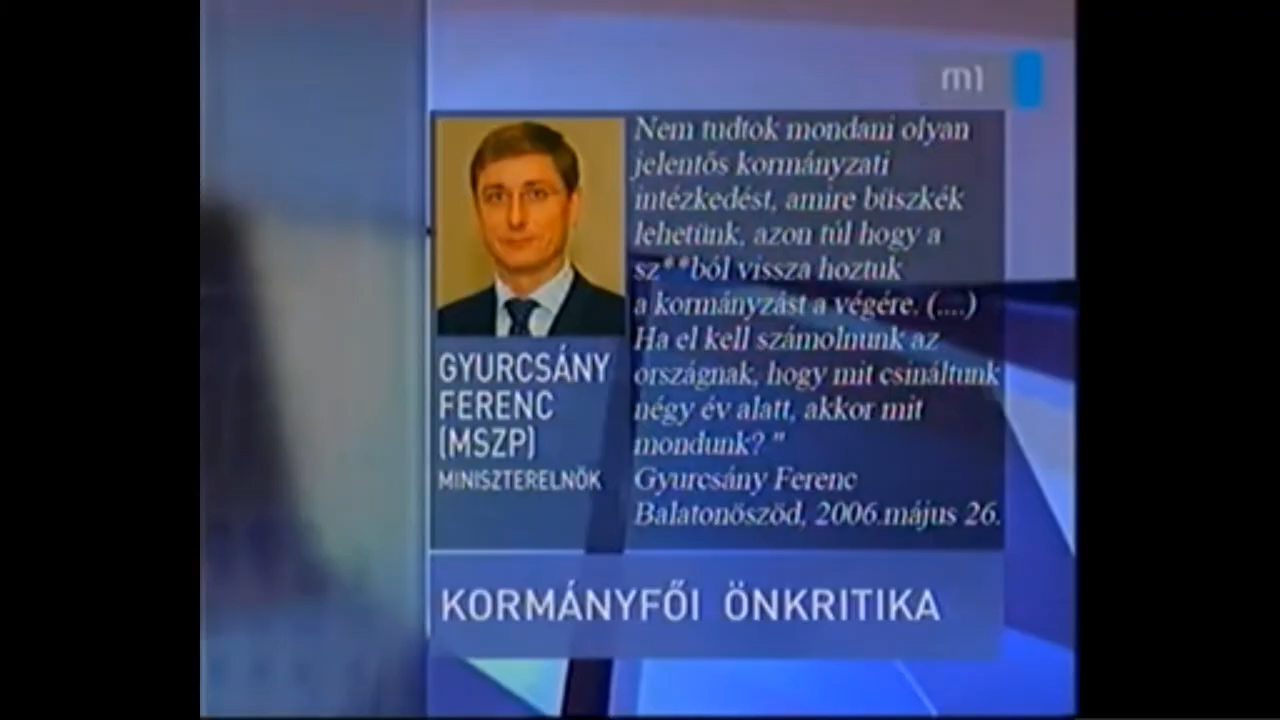 m1
Nem tudtok mondani olyan
jelentős kormányzati
intézkedést, amire büszkék
lehetünk, azon túl hogy a
sz**ból vissza hoztuk
a kormányzást a végére. (....)
Ha el kell számolnunk az
országnak, hogy mit csináltunk
négy év alatt, akkor mit
mondunk? "
Gyurcsány Ferenc
Balatonöszöd, 2006.május 26.
GYURCSÁNY
FERENC
(MSZP)
MINISZTERELNÖK
KORMÁNYFŐI ÖNKRITIKA